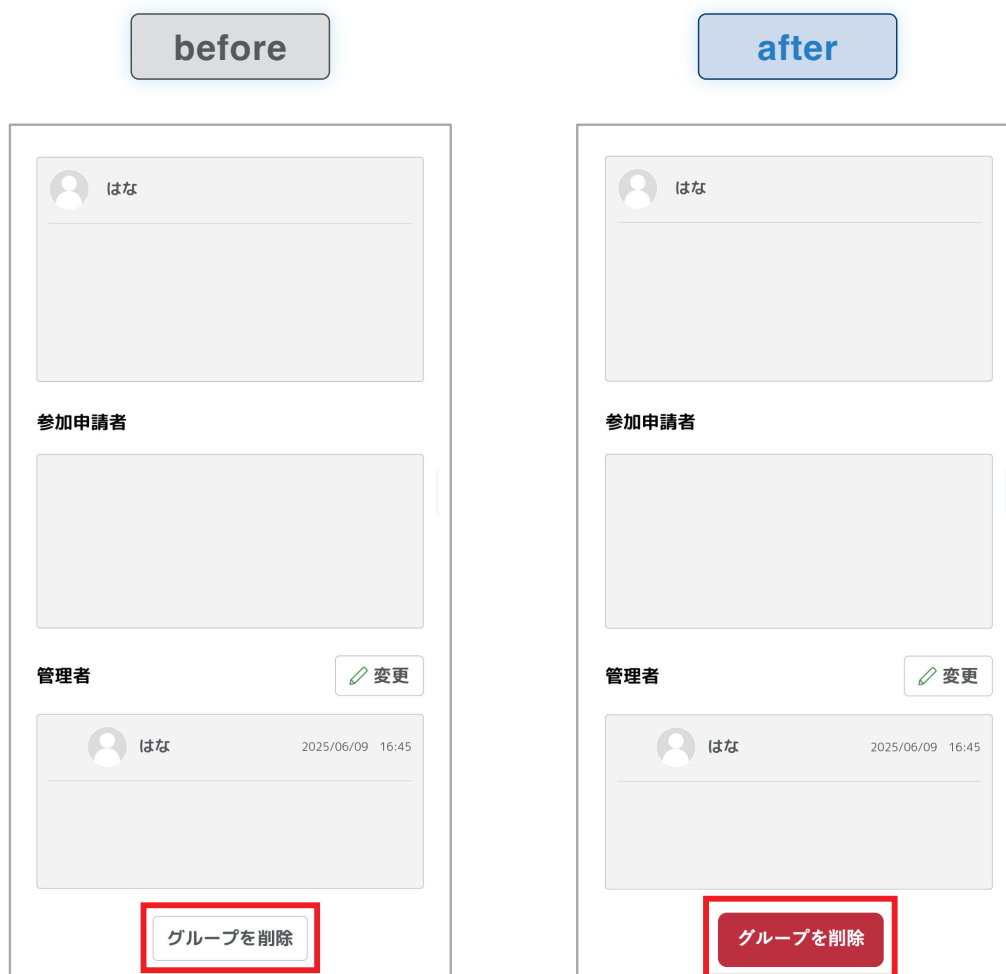 before
after
はな
はな
参加申請者
参加申請者
管理者
変更
管理者
変更
はな
2025/06/09 16:45
はな
2025/06/09 16:45
グループを削除
グループを削除